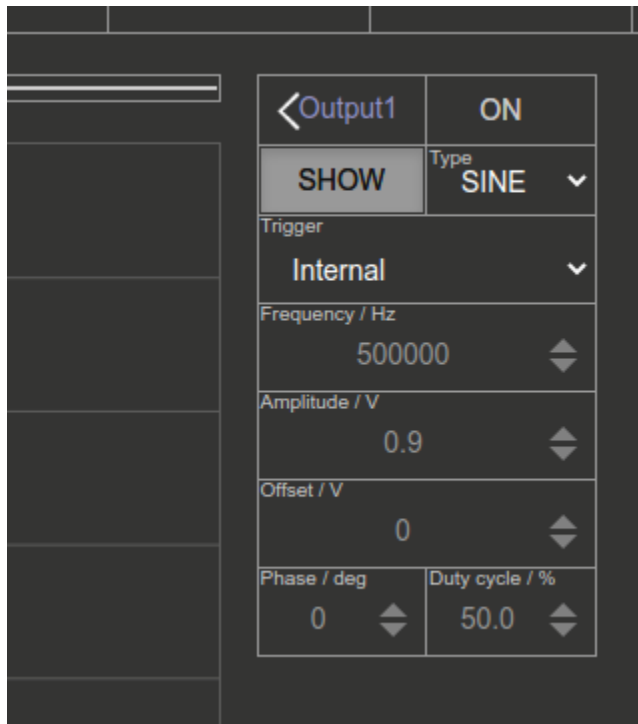 Output1 ON
SHOW Type SINE
Trigger
Internal
Frequency / Hz
500000
Amplitude / V
0.9
Offset / V
0
Phase / deg Duty cycle / %
0 50.0